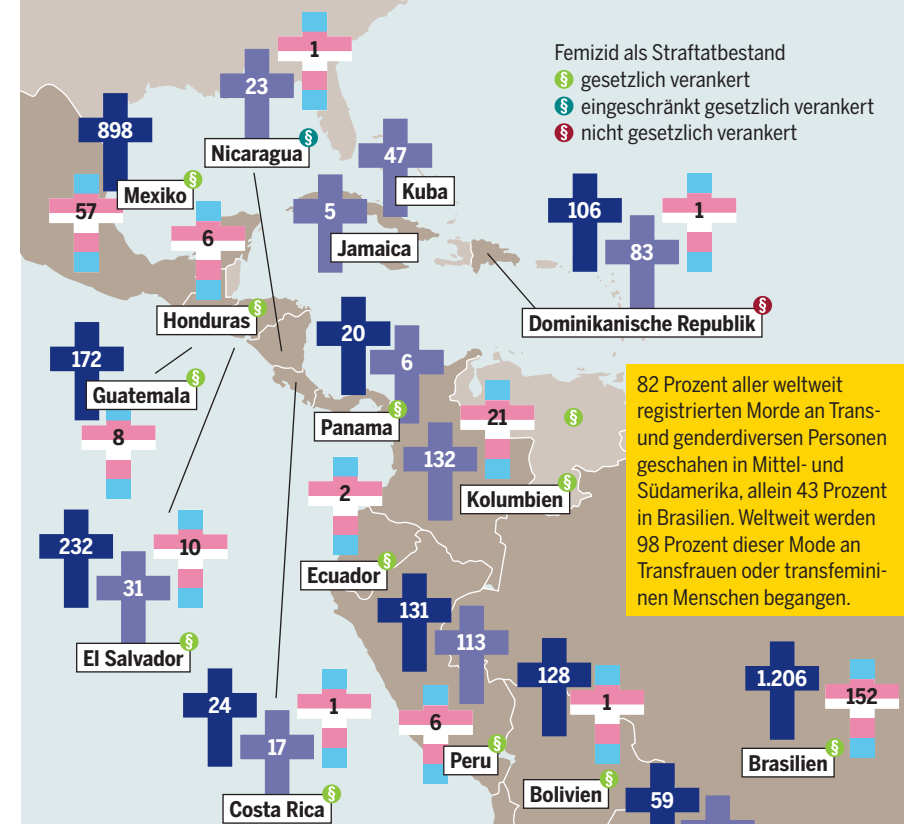 1
23
898
Nicaragua §
47
Kuba
Mexiko §
57
6
5
Jamaica
Femizid als Straftatbestand
§ gesetzlich verankert
§ eingeschränkt gesetzlich verankert
§ nicht gesetzlich verankert
106
1
83
Dominikanische Republik §
Honduras §
20
6
172
Guatemala §
8
Panama §
21
§
132
Kolumbien §
2
Ecuador §
82 Prozent aller weltweit
registrierten Morde an Trans-
und genderdiversen Personen
geschahen in Mittel- und
Südamerika, allein 43 Prozent
in Brasilien. Weltweit werden
98 Prozent dieser Mode an
Transfrauen oder transfemini-
nen Menschen begangen.
232
10
31
El Salvador §
131
113
24
1
17
Costa Rica §
6
Peru §
128
1
Bolivien §
59
1.206
152
Brasilien §